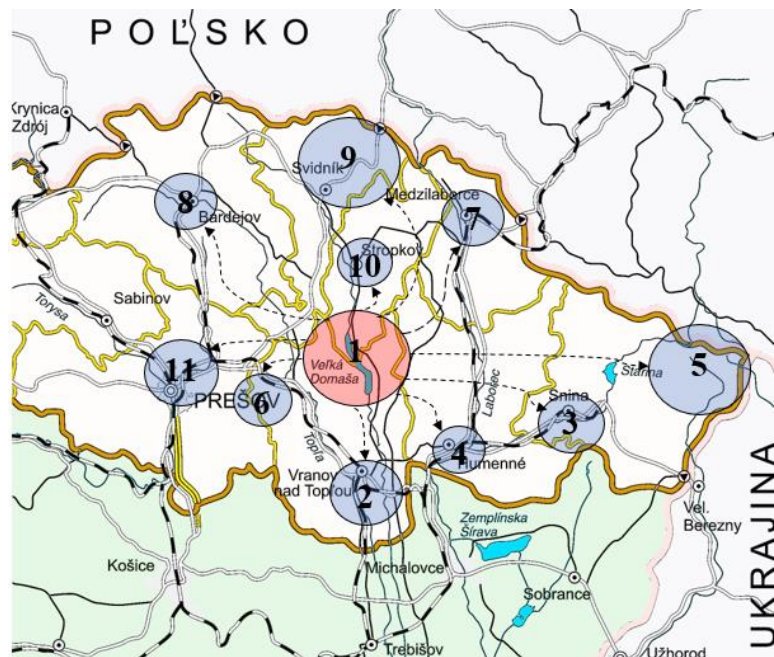 POĽSKO
Krynica
Zdrój
9
Svidník
Medzilaborce
8
7
Bardejov
Stropkov
10
Sabinov
Torysa
1
Veľká
Domaša
5
Starina
11
PREŠOV
6
Labolec
Snina
3
Topľa
4
Humenné
Vranov
nad Topľou
2
Vel.
Berezny
Zemplínska
Šírava
Košice
Michalovce
Sobrance
Trebišov
Užhorod
UKRAJINA